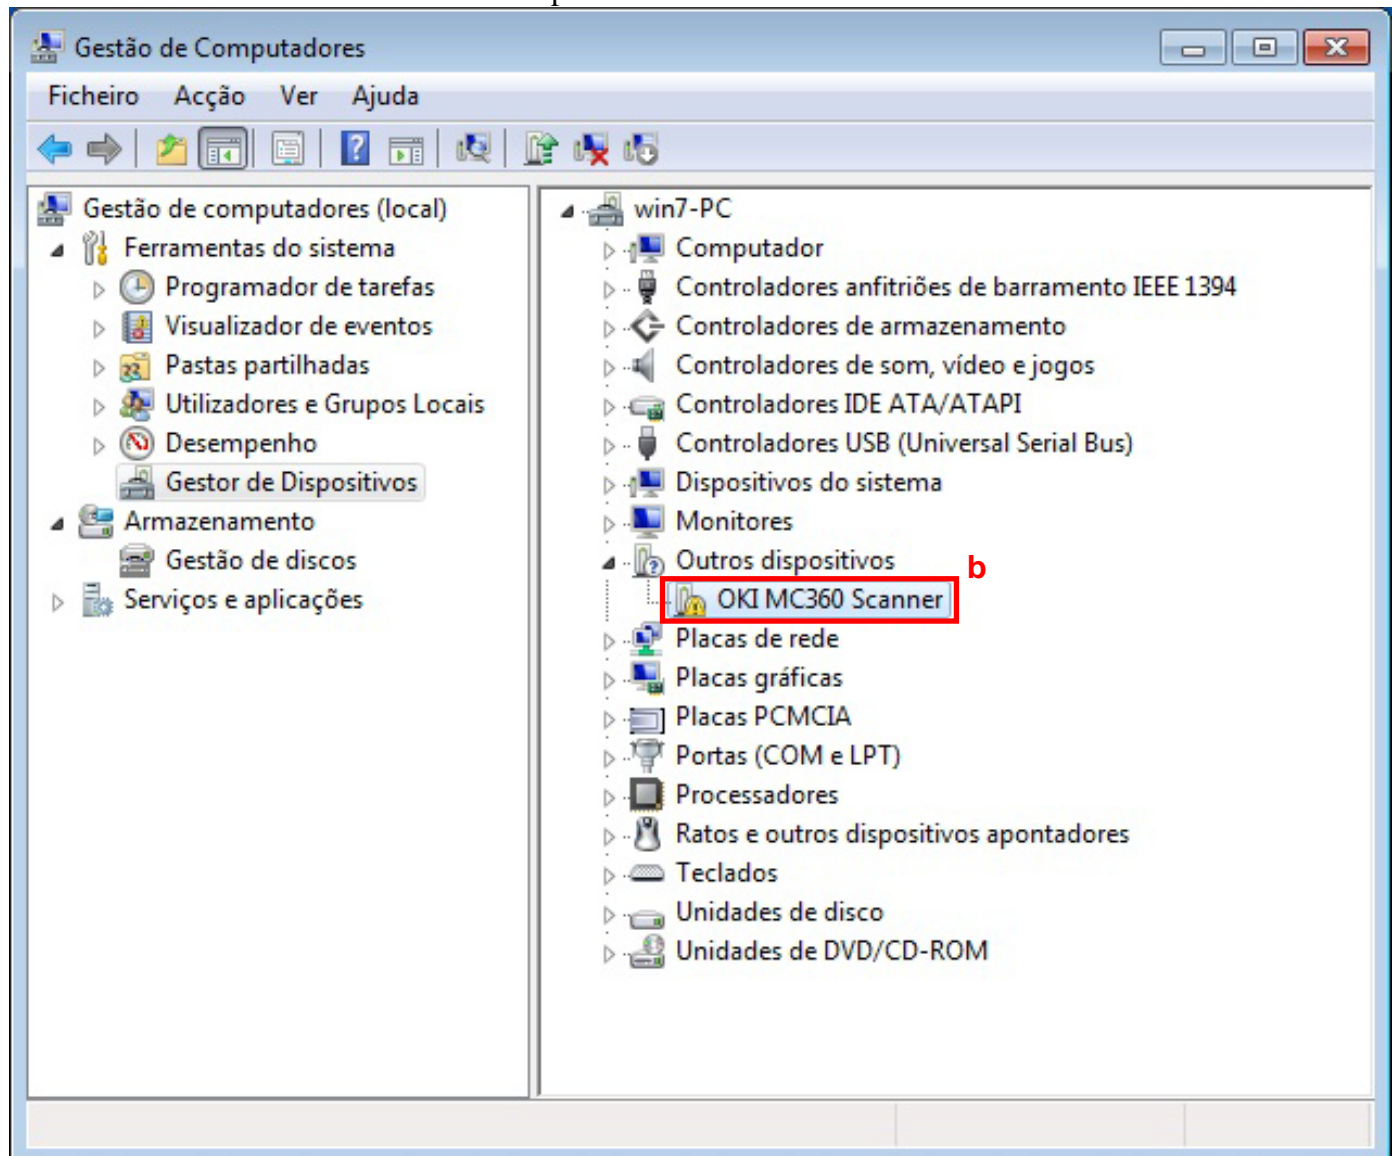 Gestão de Computadores
Ficheiro Acção Ver Ajuda
Gestão de computadores (local)
Ferramentas do sistema
Programador de tarefas
Visualizador de eventos
Pastas partilhadas
Utilizadores e Grupos Locais
Desempenho
Gestor de Dispositivos
Armazenamento
Gestão de discos
Serviços e aplicações
win7-PC
Computador
Controladores anfitriões de barramento IEEE 1394
Controladores de armazenamento
Controladores de som, vídeo e jogos
Controladores IDE ATA/ATAPI
Controladores USB (Universal Serial Bus)
Dispositivos do sistema
Monitores
Outros dispositivos
b
OKI MC360 Scanner
Placas de rede
Placas gráficas
Placas PCMCIA
Portas (COM e LPT)
Processadores
Ratos e outros dispositivos apontadores
Teclados
Unidades de disco
Unidades de DVD/CD-ROM